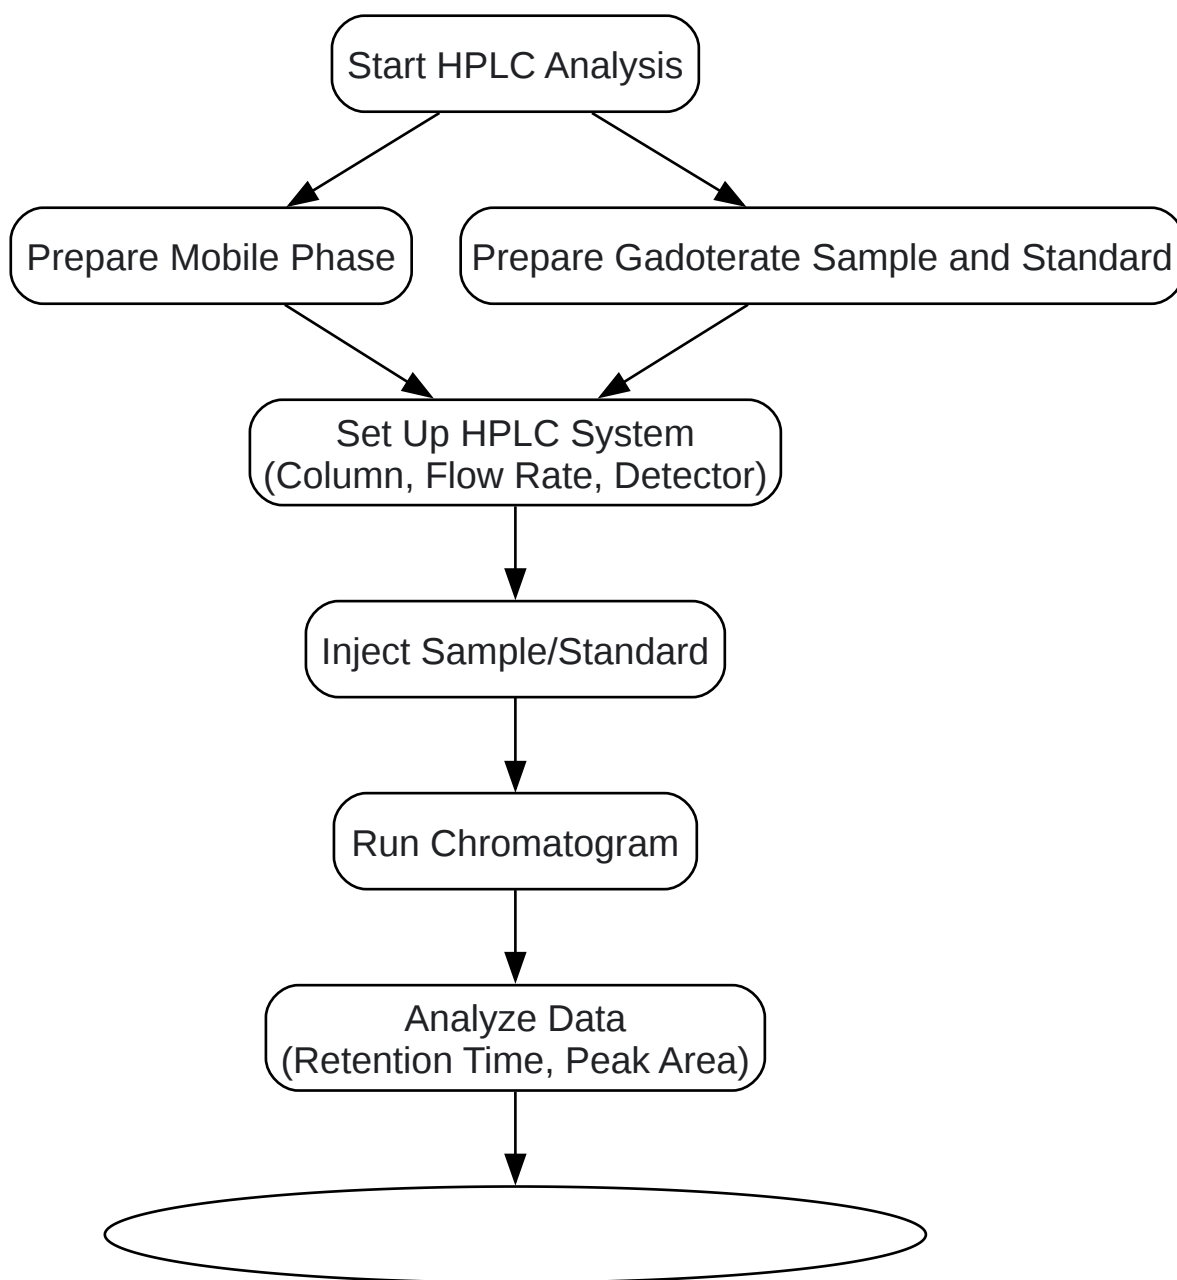 Start HPLC Analysis
Prepare Mobile Phase
Prepare Gadoterate Sample and Standard
Set Up HPLC System
(Column, Flow Rate, Detector)
Inject Sample/Standard
Run Chromatogram
Analyze Data
(Retention Time, Peak Area)